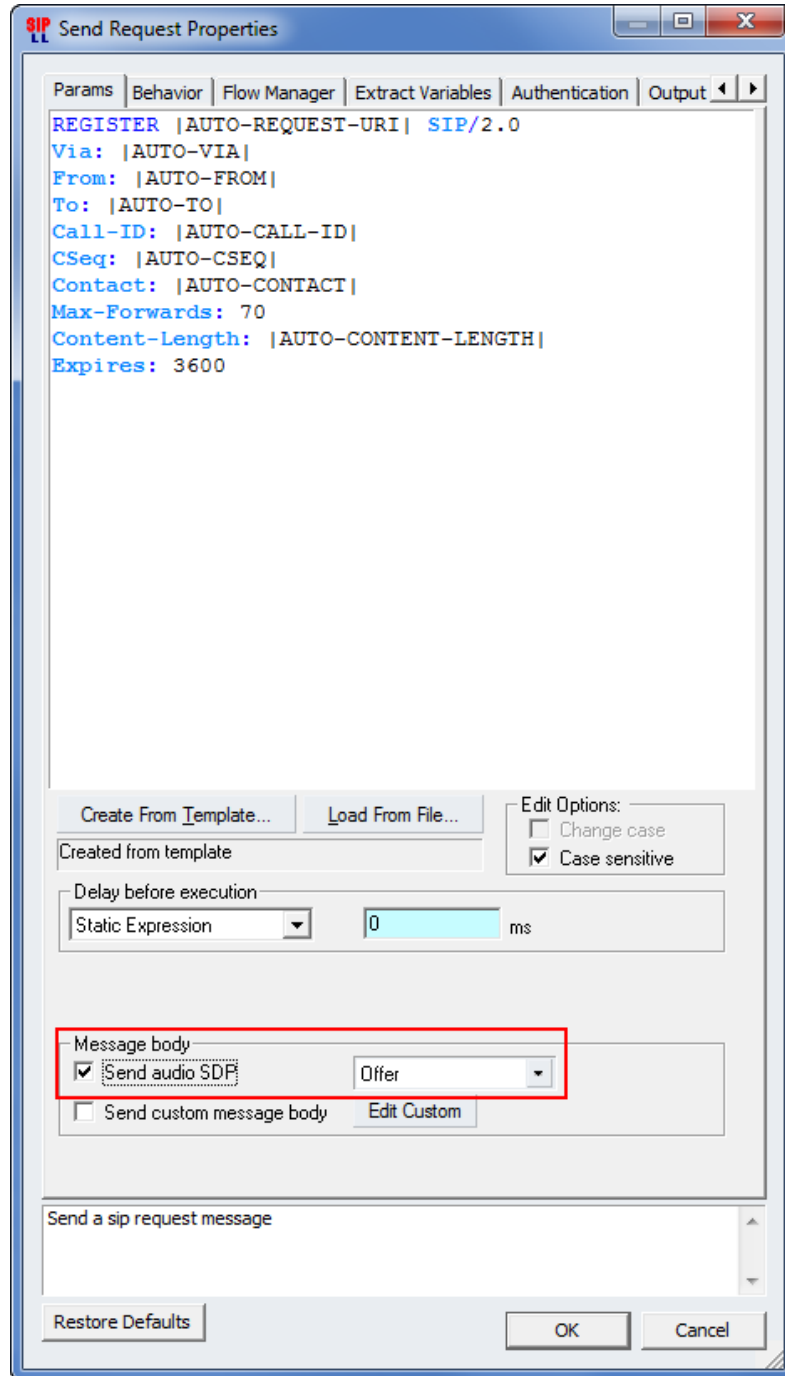 SIP LL Send Request Properties
Params Behavior Flow Manager Extract Variables Authentication Output
REGISTER |AUTO-REQUEST-URI| SIP/2.0
Via: |AUTO-VIA|
From: |AUTO-FROM|
To: |AUTO-TO|
Call-ID: |AUTO-CALL-ID|
CSeq: |AUTO-CSEQ|
Contact: |AUTO-CONTACT|
Max-Forwards: 70
Content-Length: |AUTO-CONTENT-LENGTH|
Expires: 3600
Create From Template... Load From File...
Created from template
Edit Options:
Change case
Case sensitive
Delay before execution
Static Expression 0 ms
Message body
Send audio SDP Offer
Send custom message body Edit Custom
Send a sip request message
Restore Defaults OK Cancel